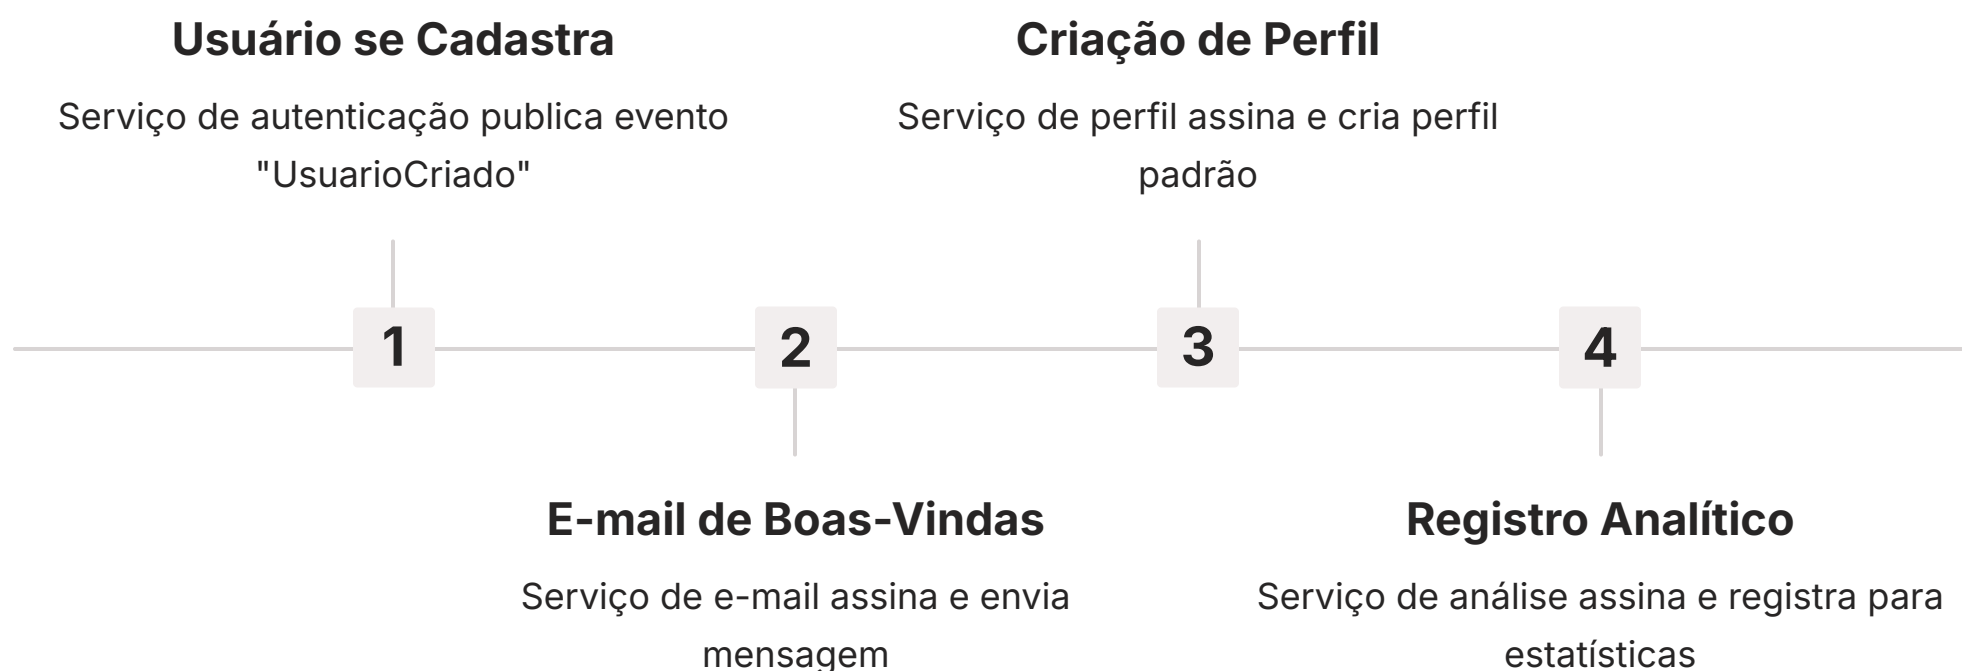 Usuário se Cadastra
Serviço de autenticação publica evento
"UsuarioCriado"
1
2
E-mail de Boas-Vindas
Serviço de e-mail assina e envia
mensagem
Criação de Perfil
Serviço de perfil assina e cria perfil
padrão
3
4
Registro Analítico
Serviço de análise assina e registra para
estatísticas